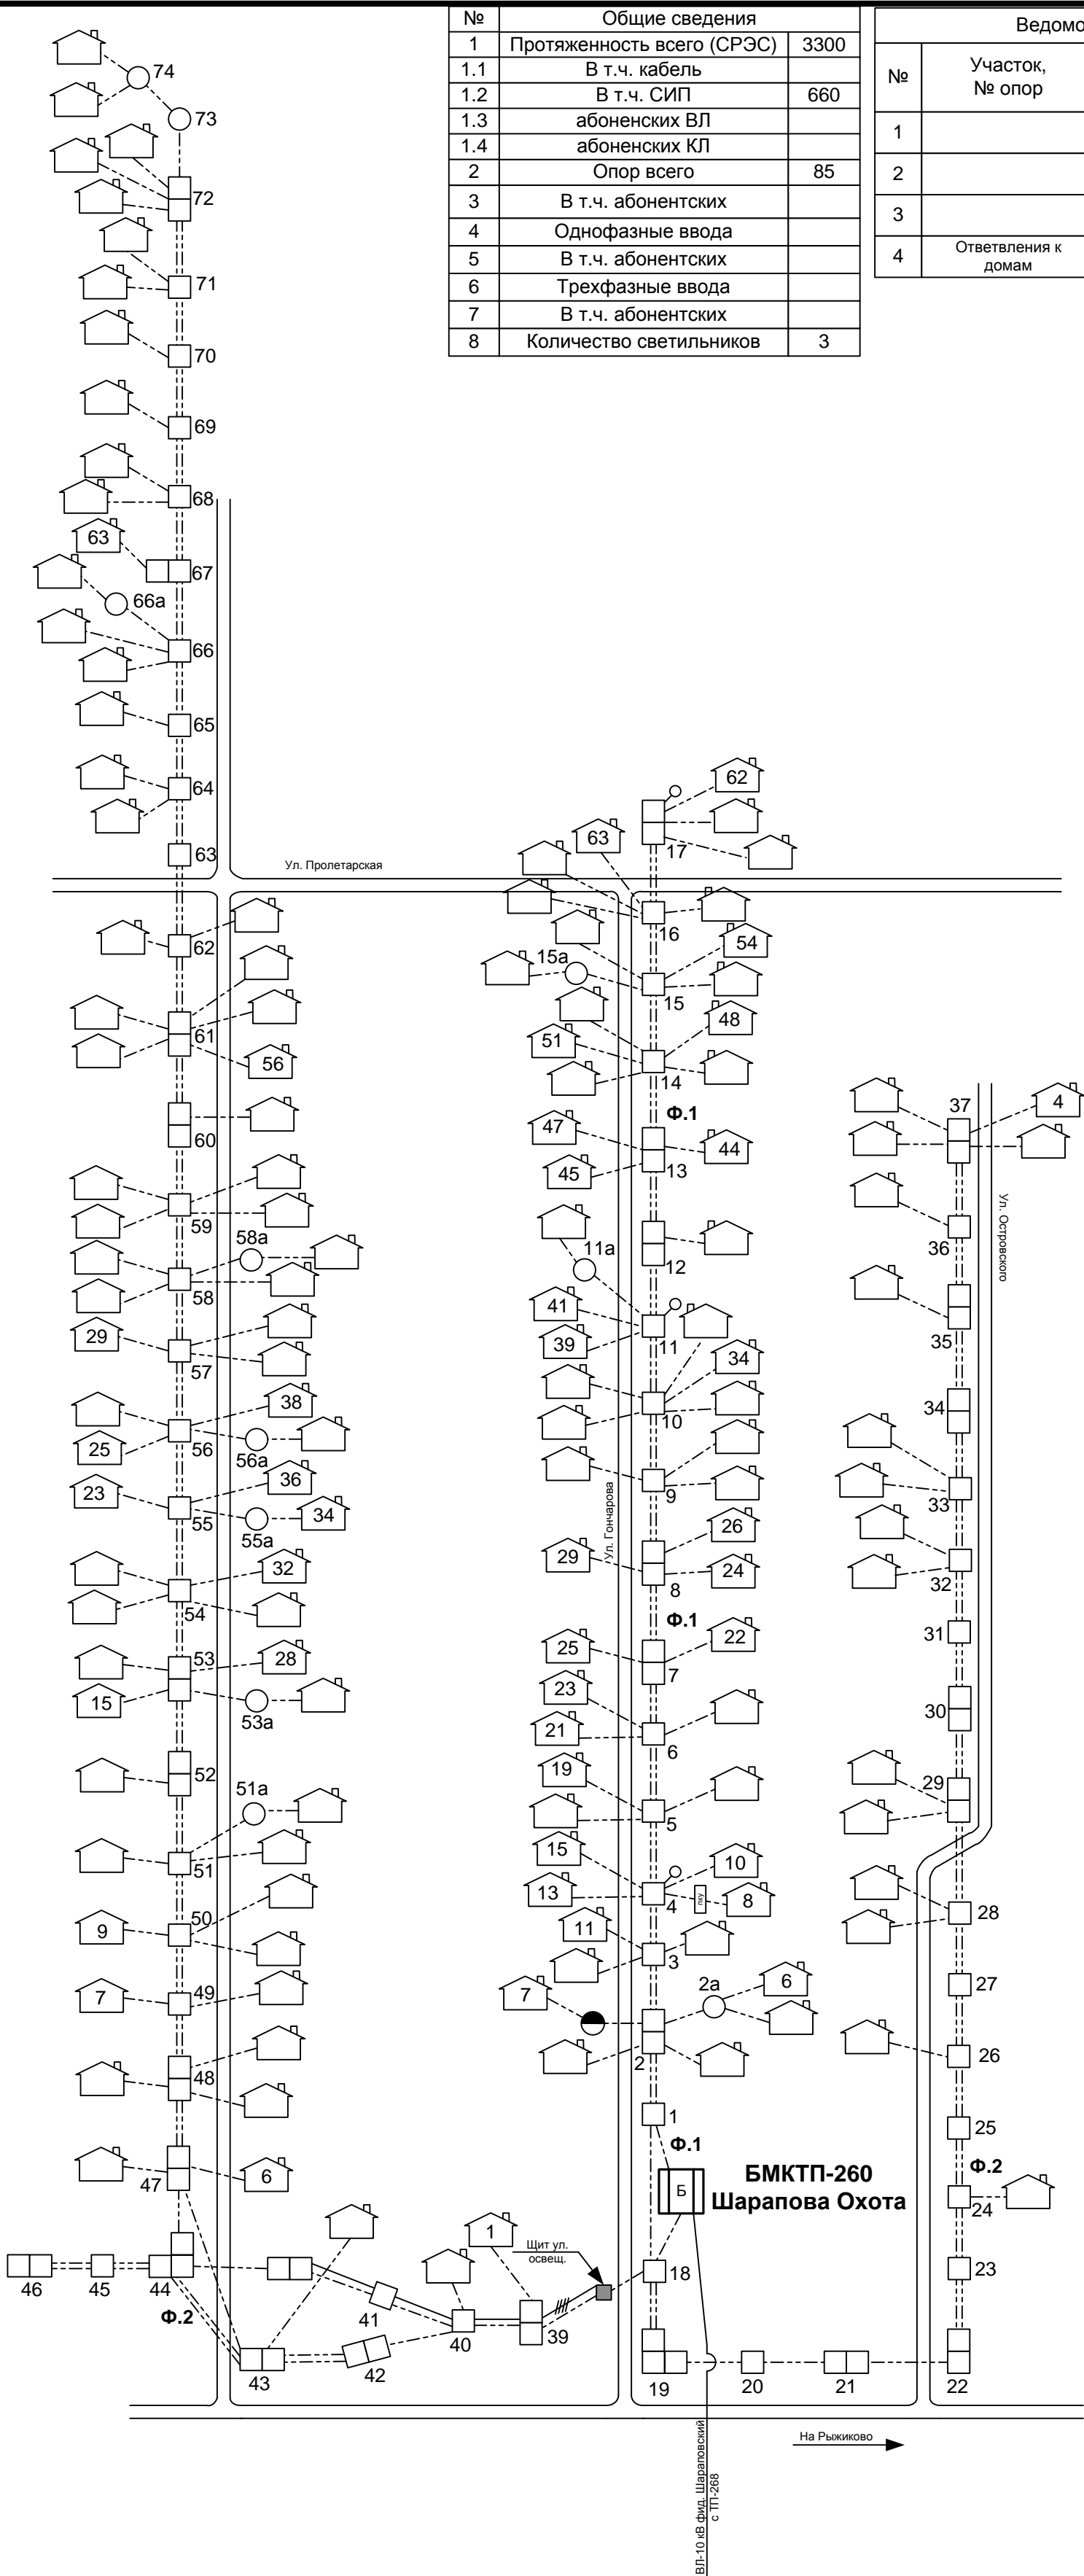 № Общие сведения
1 Протяженность всего (СРЭС) 3300
1.1 В т.ч. кабель
1.2 В т.ч. СИП 660
1.3 абоненских ВЛ
1.4 абоненских КЛ
2 Опор всего 85
3 В т.ч. абонентских
4 Однофазные ввода
5 В т.ч. абонентских
6 Трехфазные ввода
7 В т.ч. абонентских
8 Количество светильников 3
Ведомо
№ Участок,
№ опор
1
2
3
4 Ответвления к
домам
74
73
72
71
70
69
68
63
67
66а
66
65
64
63
Ул. Пролетарская
62
61
56
60
59
58а
58
29
57
38
25
56
56а
23
36
55
34
55а
32
54
53
28
15
53а
52
51а
51
50
9
7
49
48
47
6
46
45
44
Ф.2
43
42
41
40
1
39
Щит ул.
освещ.
62
17
63
16
15а
54
15
51
48
14
Ф.1
47
44
45
13
11а
12
41
39
11
34
10
9
Ул. Гончарова
26
29
24
8
Ф.1
25
22
7
23
21
6
19
5
15
10
13
4
пку
8
11
3
7
2а
6
2
1
Ф.1
Б
БМКТП-260
Шарапова Охота
18
19
20
21
22
37
4
36
Ул. Островского
35
34
33
32
31
30
29
28
27
26
25
Ф.2
24
23
На Рыжиково
ВЛ-10 кВ фид. Шараповский
с ТП-268